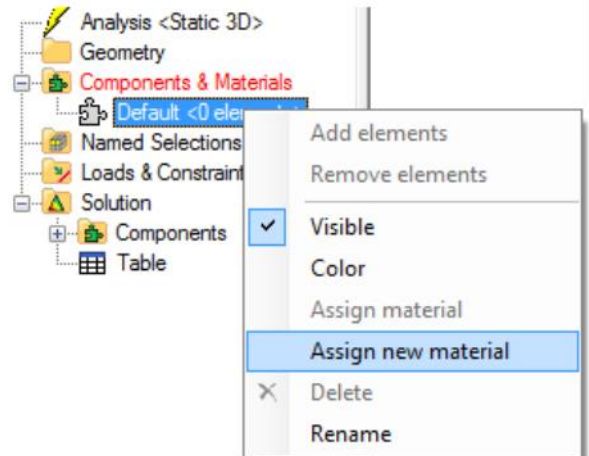 Analysis <Static 3D>
Geometry
Components & Materials
Default <0
Named Selections
Loads & Constraint
Solution
Components
Table
Add elements
Remove elements
Visible
Color
Assign material
Assign new material
Delete
Rename